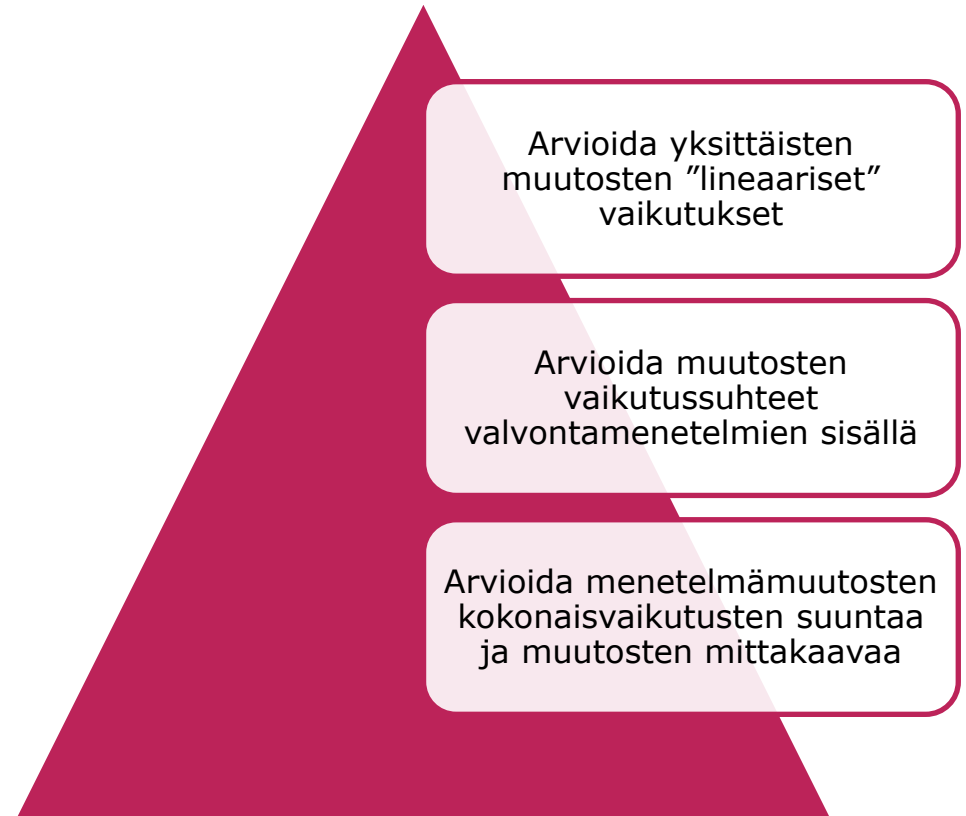 Arvioida yksittäisten
muutosten ”lineaariset”
vaikutukset
Arvioida muutosten
vaikutussuhteet
valvontamenetelmien sisällä
Arvioida menetelmämuutosten
kokonaisvaikutusten suuntaa
ja muutosten mittakaavaa